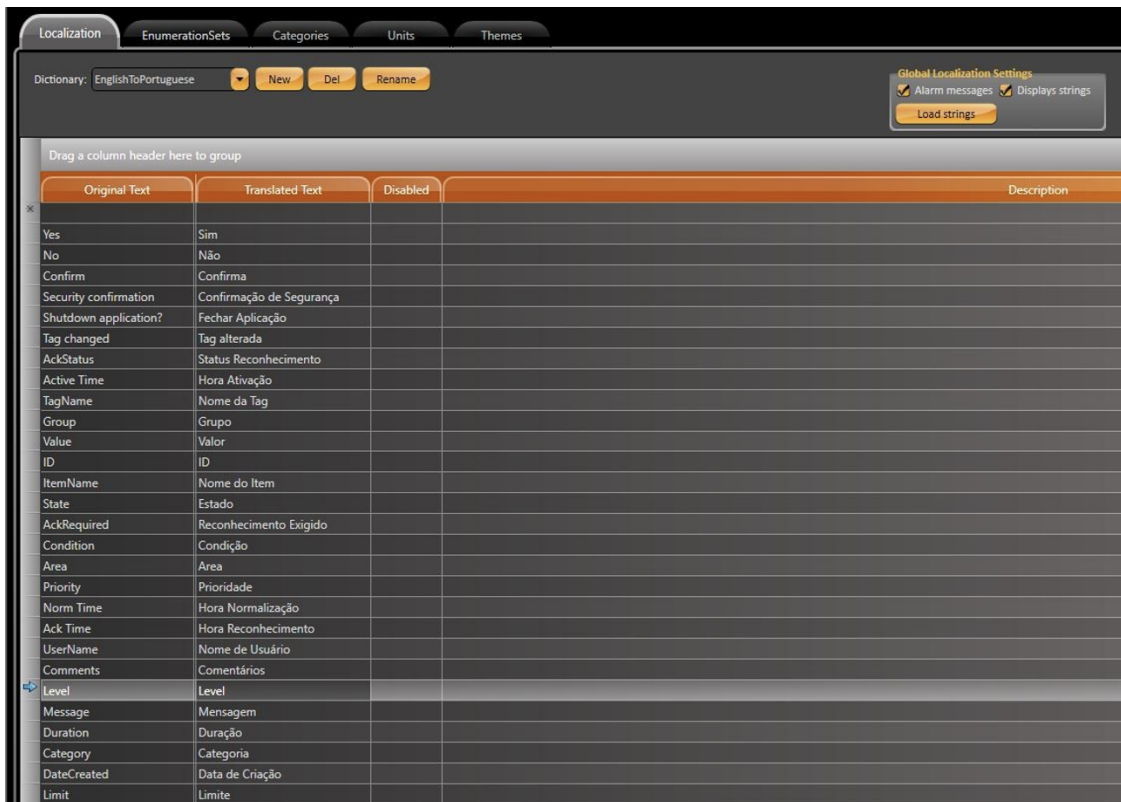 Localization EnumerationSets Categories Units Themes
Dictionary: EnglishToPortuguese New Del Rename
Global Localization Settings
Alarm messages Displays strings
Load strings
Drag a column header here to group
Original Text Translated Text Disabled Description
Yes Sim
No Não
Confirm Confirma
Security confirmation Confirmação de Segurança
Shutdown application? Fechar Aplicação
Tag changed Tag alterada
AckStatus Status Reconhecimento
Active Time Hora Ativação
TagName Nome da Tag
Group Grupo
Value Valor
ID ID
ItemName Nome do Item
State Estado
AckRequired Reconhecimento Exigido
Condition Condição
Area Area
Priority Prioridade
Norm Time Hora Normalização
Ack Time Hora Reconhecimento
UserName Nome de Usuário
Comments Comentários
Level Level
Message Mensagem
Duration Duração
Category Categoria
DateCreated Data de Criação
Limit Limite